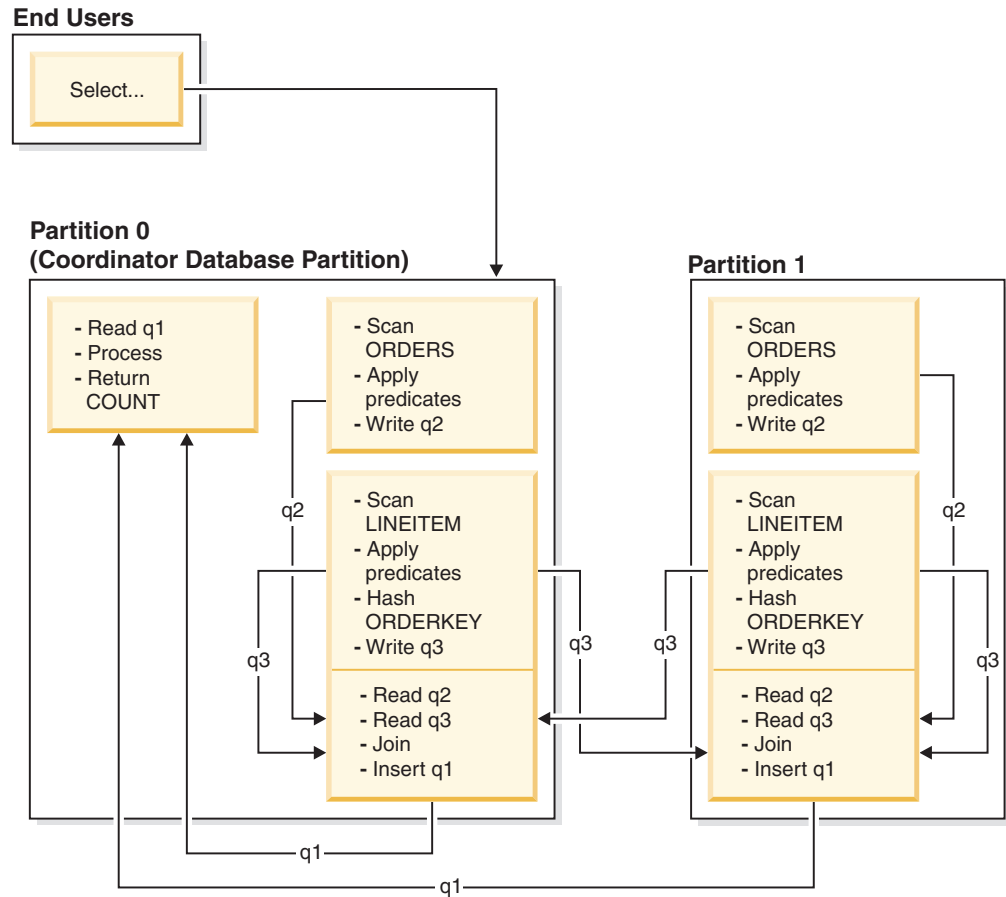 End Users
Select...
Partition 0
(Coordinator Database Partition)
- Read q1
- Process
- Return
COUNT
- Scan
ORDERS
- Apply
predicates
- Write q2
q2
- Scan
LINEITEM
- Apply
predicates
- Hash
ORDERKEY
- Write q3
q3
q3
- Read q2
- Read q3
- Join
- Insert q1
q1
Partition 1
- Scan
ORDERS
- Apply
predicates
- Write q2
q2
- Scan
LINEITEM
- Apply
predicates
- Hash
ORDERKEY
- Write q3
q3
q3
- Read q2
- Read q3
- Join
- Insert q1
q1